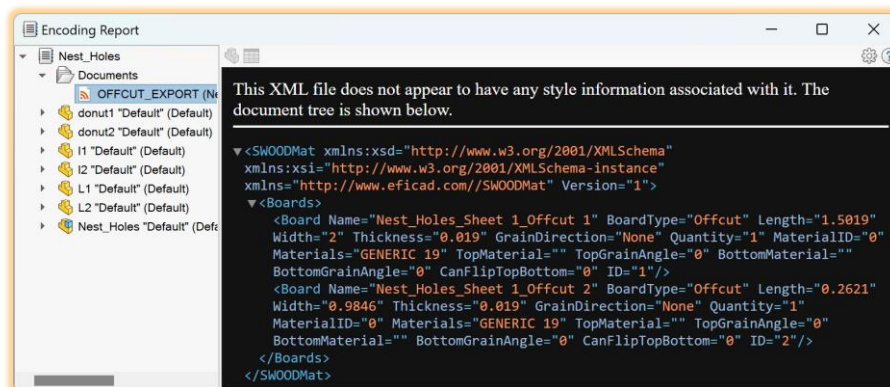 Encoding Report
Nest_Holes
Documents
OFFCUT_EXPORT (Ne
donut1 "Default" (Default)
donut2 "Default" (Default)
I1 "Default" (Default)
I2 "Default" (Default)
L1 "Default" (Default)
L2 "Default" (Default)
Nest_Holes "Default" (Defa
This XML file does not appear to have any style information associated with it. The
document tree is shown below.
<SWOODMat xmlns:xsd="http://www.w3.org/2001/XMLSchema"
xmlns:xsi="http://www.w3.org/2001/XMLSchema-instance"
xmlns="http://www.eficad.com//SWOODMat" Version="1">
<Boards>
<Board Name="Nest_Holes_Sheet 1_Offcut 1" BoardType="Offcut" Length="1.5019"
Width="2" Thickness="0.019" GrainDirection="None" Quantity="1" MaterialID="0"
Materials="GENERIC 19" TopMaterial="" TopGrainAngle="0" BottomMaterial=""
BottomGrainAngle="0" CanFlipTopBottom="0" ID="1"/>
<Board Name="Nest_Holes_Sheet 1_Offcut 2" BoardType="Offcut" Length="0.2621"
Width="0.9846" Thickness="0.019" GrainDirection="None" Quantity="1"
MaterialID="0" Materials="GENERIC 19" TopMaterial="" TopGrainAngle="0"
BottomMaterial="" BottomGrainAngle="0" CanFlipTopBottom="0" ID="2"/>
</Boards>
</SWOODMat>